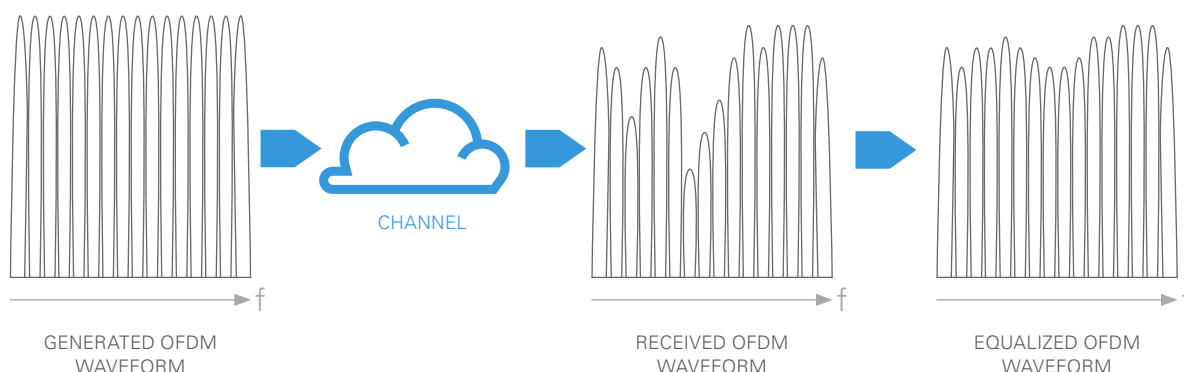 CHANNEL
f
f
GENERATED OFDM
WAVEFORM
RECEIVED OFDM
WAVEFORM
EQUALIZED OFDM
WAVEFORM